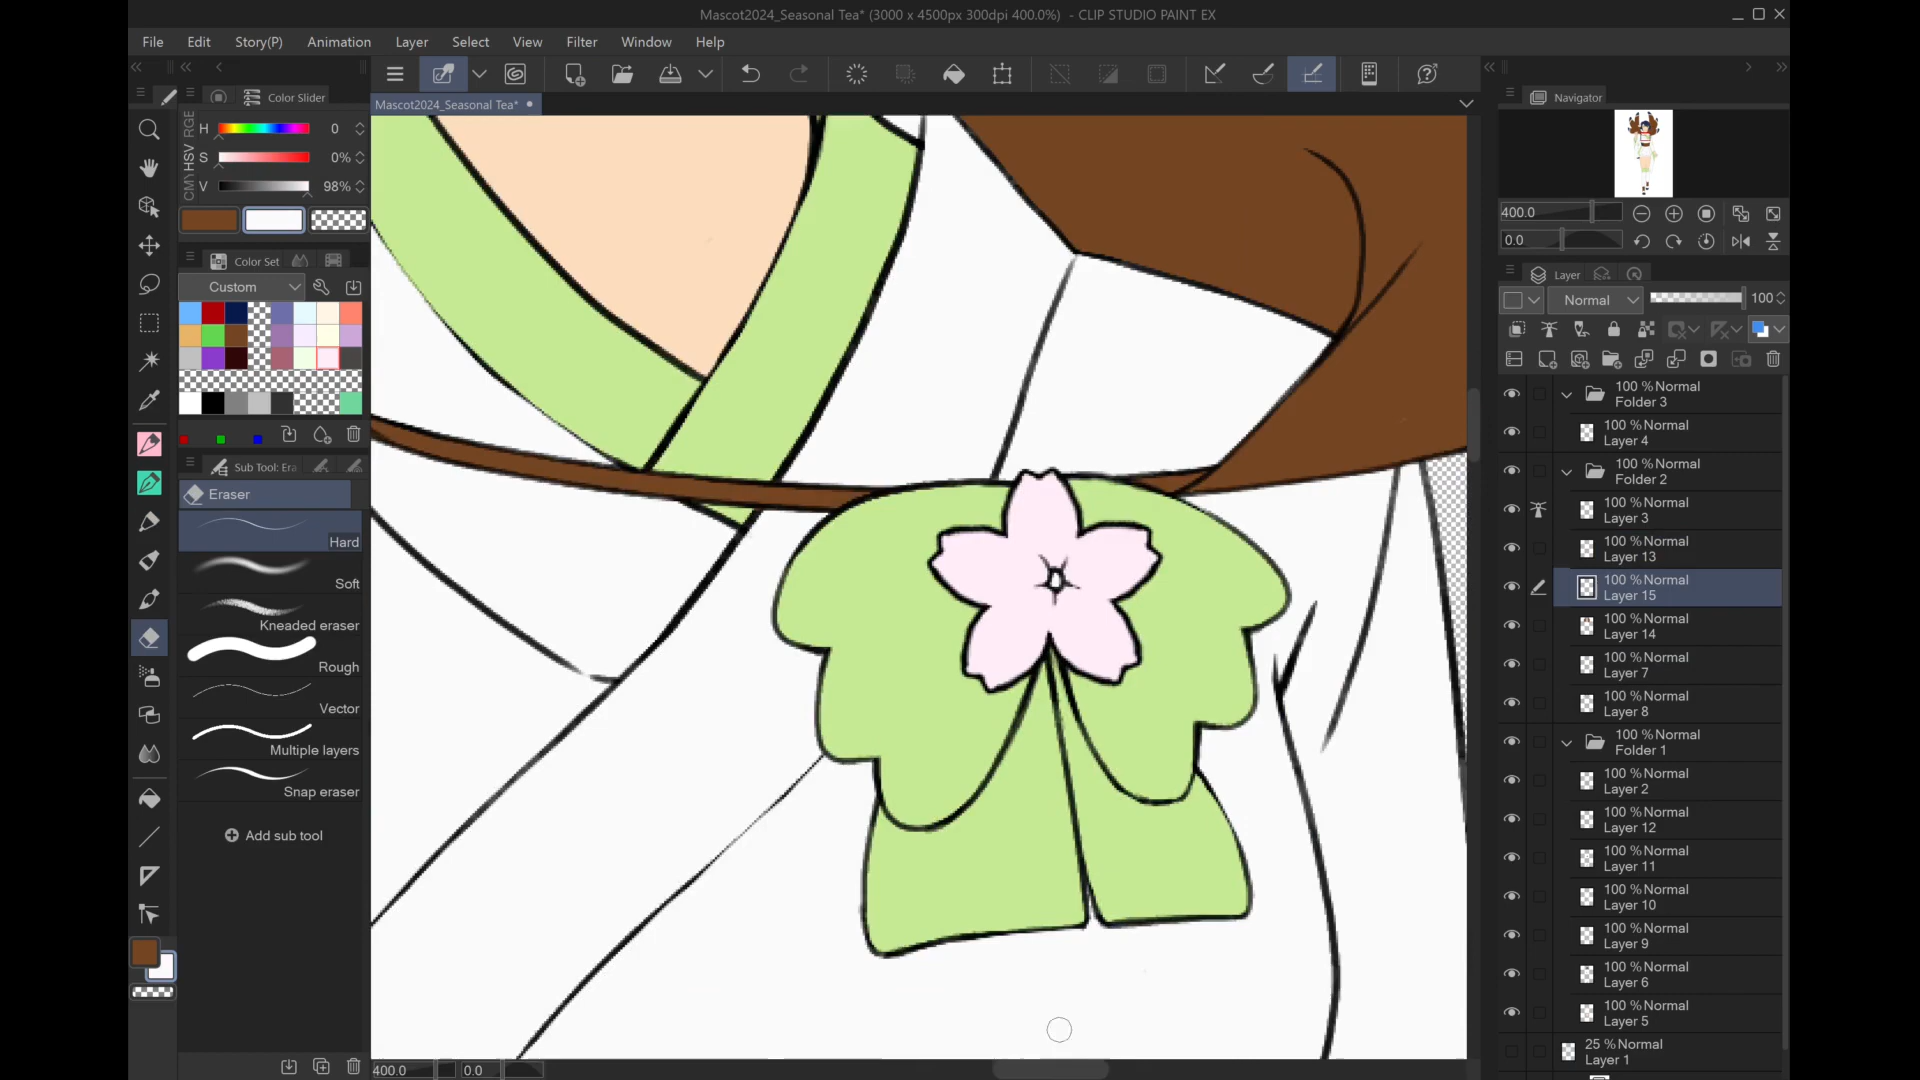 Mascot2024_Seasonal Tea* (3000 x 4500px 300dpi 400.0%) - CLIP STUDIO PAINT EX
File Edit Story(P) Animation Layer Select View Filter Window Help
Color Slider
Mascot2024_Seasonal Tea*
Navigator
RGB
HSV
CMY
H 0
S 0%
V 98%
400.0
0.0
Color Set
Custom
Layer
Normal 100
Sub Tool: Era
Eraser
Hard
Soft
Kneaded eraser
Rough
Vector
Multiple layers
Snap eraser
Add sub tool
100 % Normal
Folder 3
100 % Normal
Layer 4
100 % Normal
Folder 2
100 % Normal
Layer 3
100 % Normal
Layer 13
100 % Normal
Layer 15
100 % Normal
Layer 14
100 % Normal
Layer 7
100 % Normal
Layer 8
100 % Normal
Folder 1
100 % Normal
Layer 2
100 % Normal
Layer 12
100 % Normal
Layer 11
100 % Normal
Layer 10
100 % Normal
Layer 9
100 % Normal
Layer 6
100 % Normal
Layer 5
25 % Normal
Layer 1
400.0 0.0